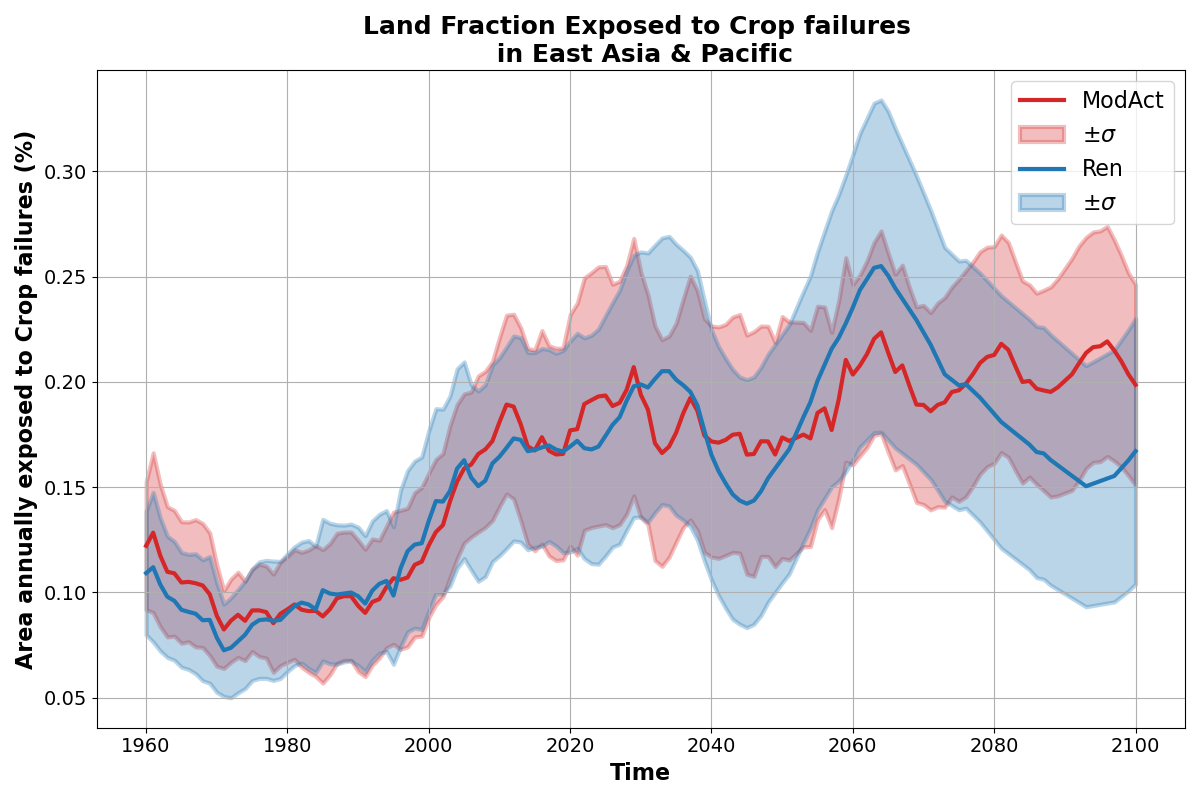 Land Fraction Exposed to Crop failures
in East Asia & Pacific
Area annually exposed to Crop failures (%)
0.30
0.25
0.20
0.15
0.10
0.05
ModAct
±σ
Ren
±σ
1960 1980 2000 2020 2040 2060 2080 2100
Time